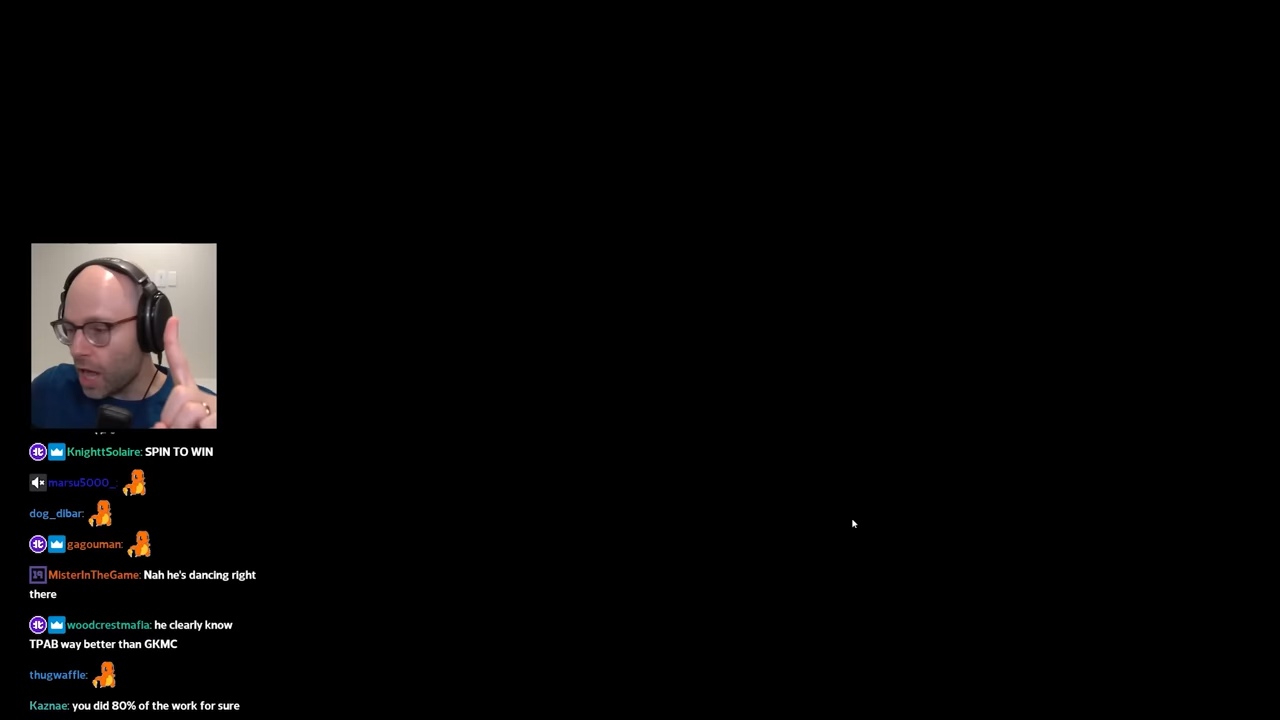 KnighttSolaire: SPIN TO WIN
marsu5000_:
dog_dibar:
gagouman:
19 MisterInTheGame: Nah he's dancing right
there
woodcrestmafia: he clearly know
TPAB way better than GKMC
thugwaffle:
Kaznae: you did 80% of the work for sure